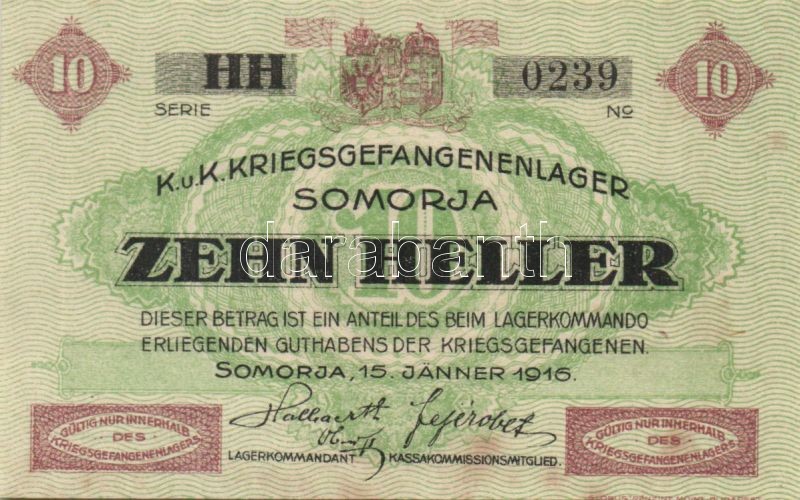 10 HH 0239 10
SERIE No
K.u.K. KRIEGSGEFANGENENLAGER
SOMORJA
10
ZEHN HELLER
darabanth
DIESER BETRAG IST EIN ANTEIL DES BEIM LAGERKOMMANDO
ERLIEGENDEN GUTHABENS DER KRIEGSGEFANGENEN.
SOMORJA, 15. JÄNNER 1916.
GÜLTIG NUR INNERHALB
DES
KRIEGSGEFANGENENLAGERS
LAGERKOMMANDANT KASSAKOMMISSIONSMITGLIED.
GÜLTIG NUR INNERHALB
DES
KRIEGSGEFANGENENLAGERS